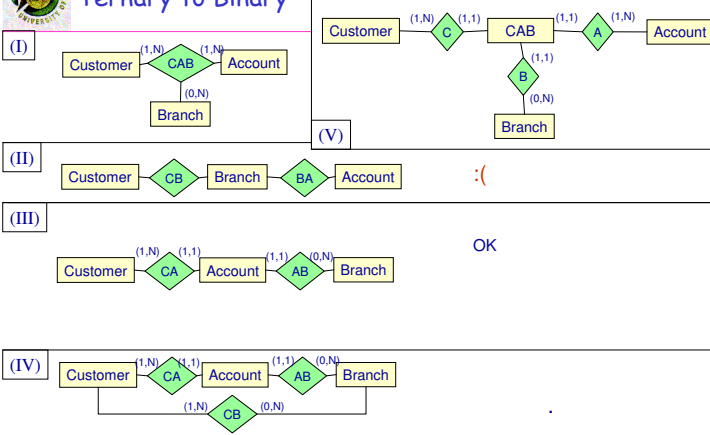 UNIVERSITY OF
Ternary to Binary
(I)
Customer
(1,N)
CAB
(1,N)
Account
(0,N)
Branch
Customer
(1,N)
C
(1,1)
CAB
(1,1)
A
(1,N)
Account
(1,1)
B
(0,N)
Branch
(V)
(II)
Customer
CB
Branch
BA
Account
:(
(III)
Customer
(1,N)
CA
(1,1)
Account
(1,1)
AB
(0,N)
Branch
OK
(IV)
Customer
(1,N)
CA
(1,1)
Account
(1,1)
AB
(0,N)
Branch
(1,N)
CB
(0,N)
.